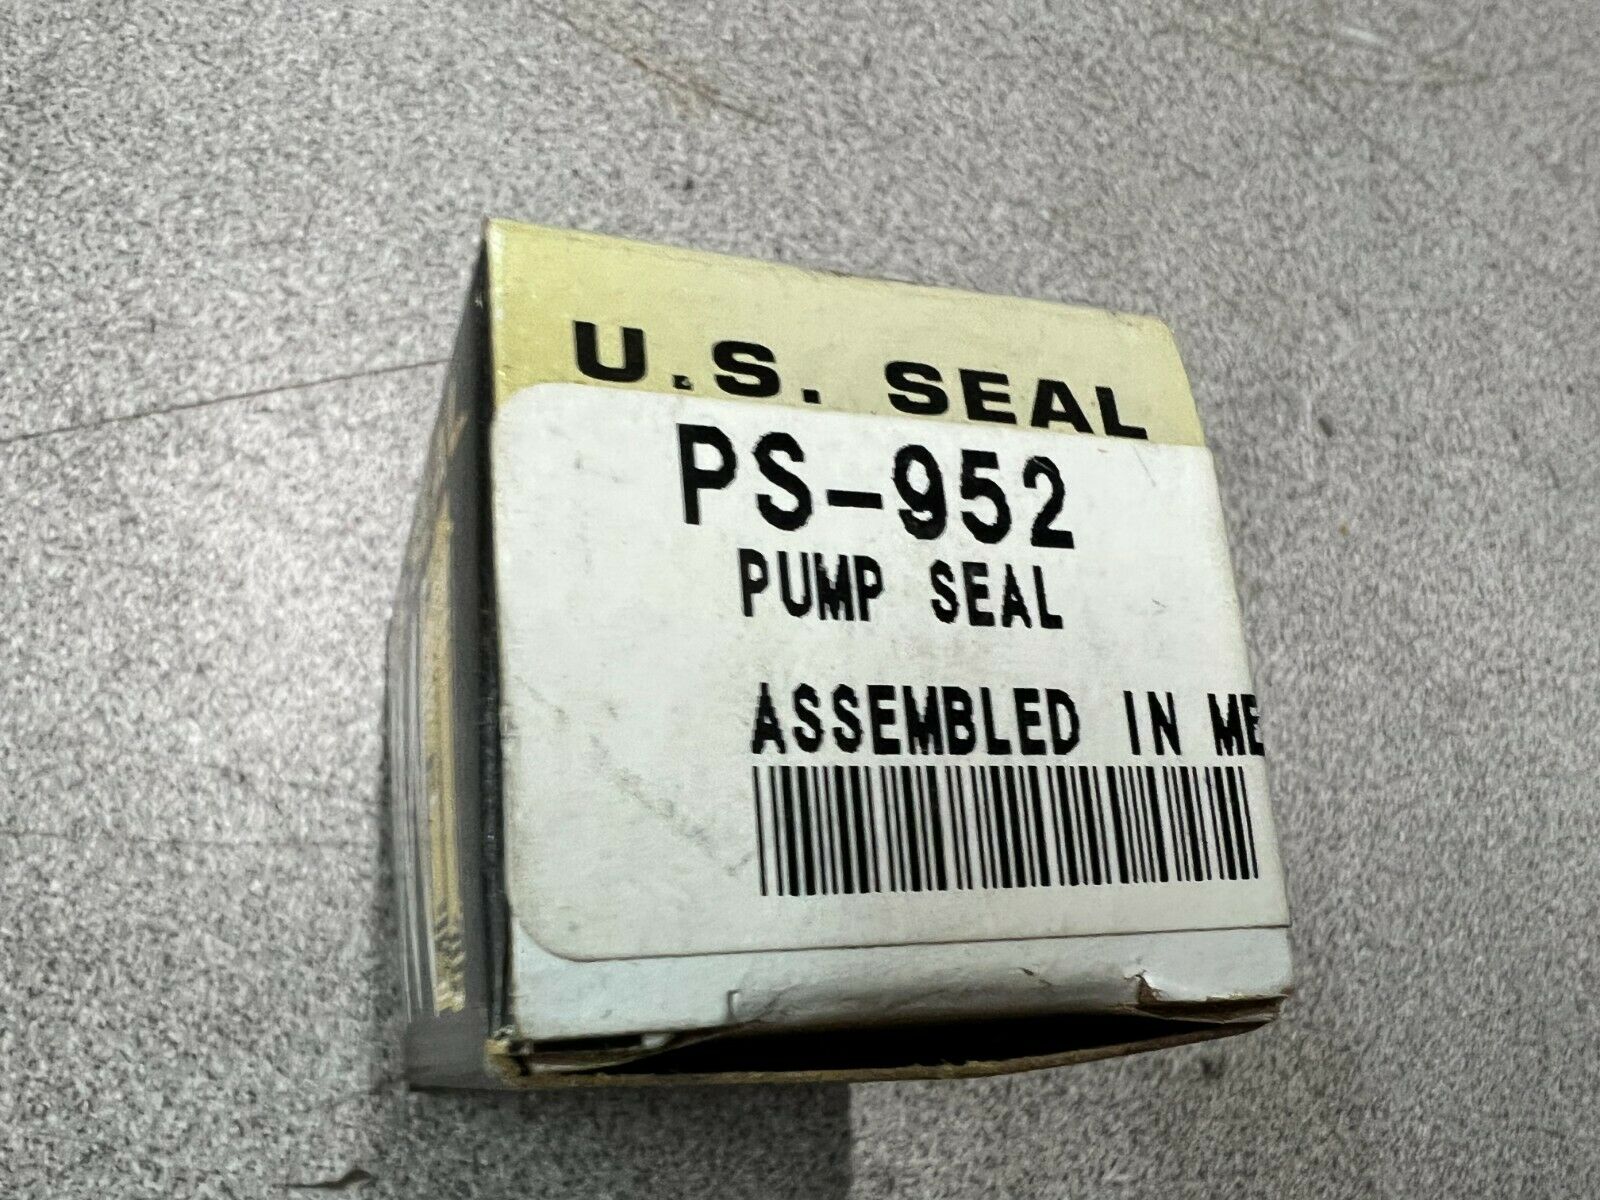 U.S. SEAL
PS-952
PUMP SEAL
ASSEMBLED IN ME